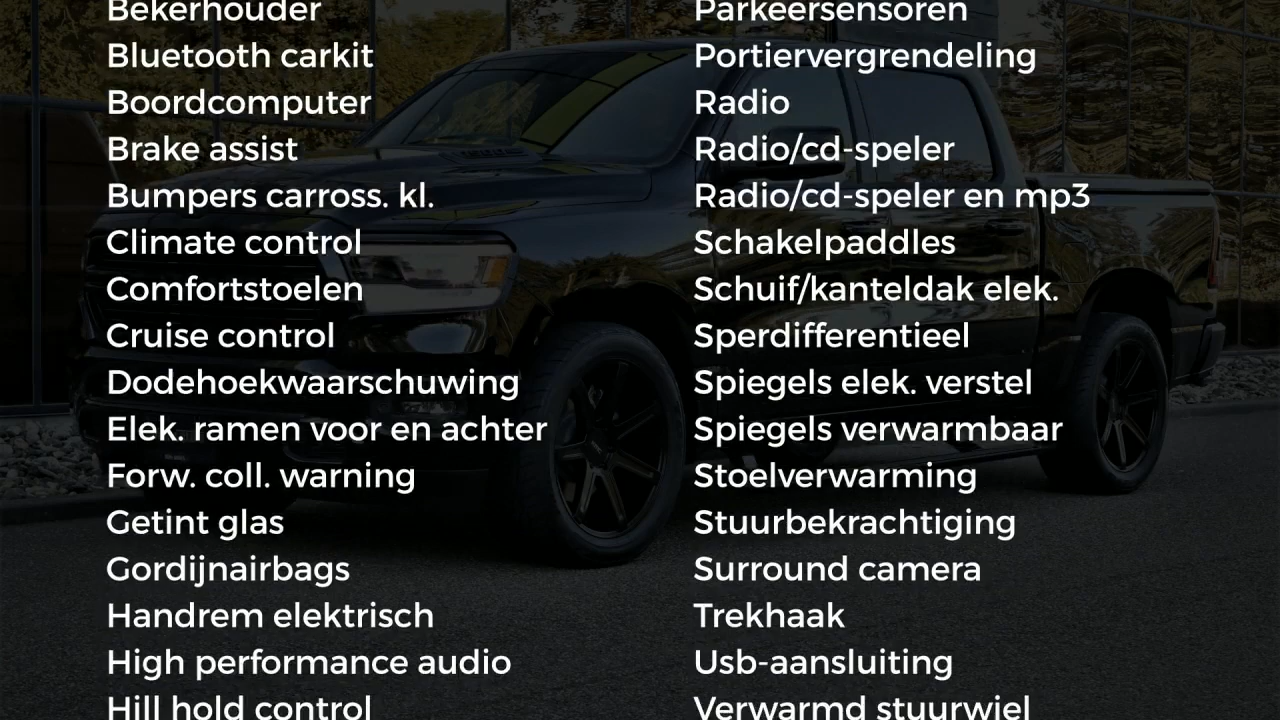 Bekerhouder
Bluetooth carkit
Boordcomputer
Brake assist
Bumpers carross. kl.
Climate control
Comfortstoelen
Cruise control
Dodehoekwaarschuwing
Elek. ramen voor en achter
Forw. coll. warning
Getint glas
Gordijnairbags
Handrem elektrisch
High performance audio
Hill hold control
Parkeersensoren
Portiervergrendeling
Radio
Radio/cd-speler
Radio/cd-speler en mp3
Schakelpaddles
Schuif/kanteldak elek.
Sperdifferentieel
Spiegels elek. verstel
Spiegels verwarmbaar
Stoelverwarming
Stuurbekrachtiging
Surround camera
Trekhaak
Usb-aansluiting
Verwarmd stuurwiel